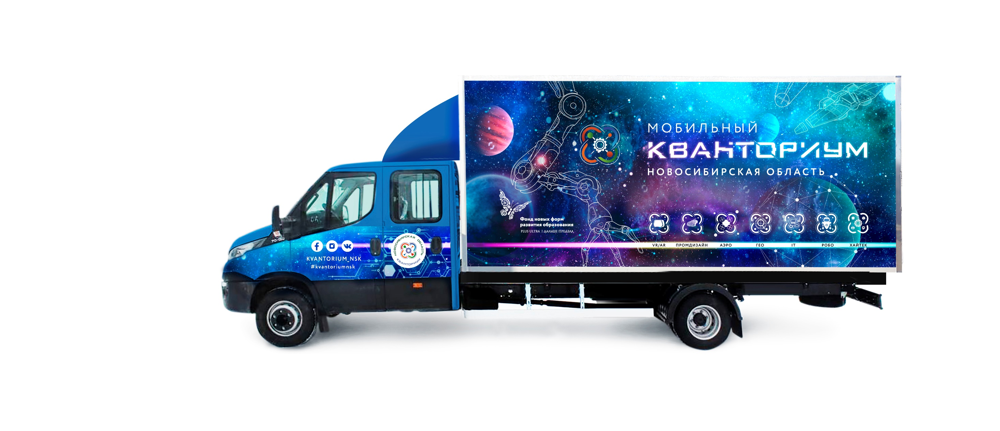 МОБИЛЬНЫЙ
КВАНТОРИУМ
НОВОСИБИРСКАЯ ОБЛАСТЬ
Фонд новых форм
развития образования
PLUS ULTRA | ДАЛЬШЕ ПРЕДЕЛА
VR/AR ПРОМДИЗАЙН АЭРО ГЕО IT РОБО ХАЙТЕК
НОВОСИБИРСКАЯ ОБЛАСТЬ
КВАНТОРИУМ
KVANTORIUM_NSK
#kvantoriumnsk